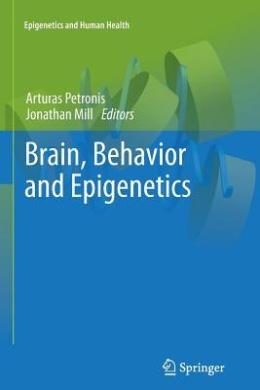 Epigenetics and Human Health
Arturas Petronis
Jonathan Mill Editors
Brain, Behavior
and Epigenetics
Springer